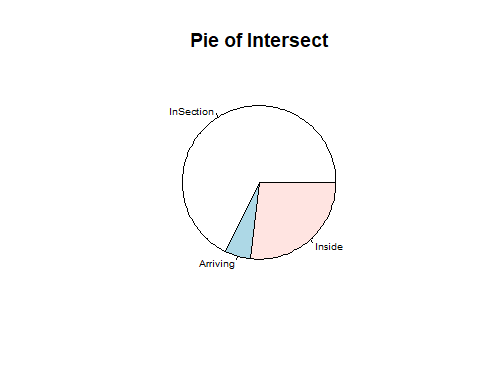 Pie of Intersect
InSection
Arriving
Inside